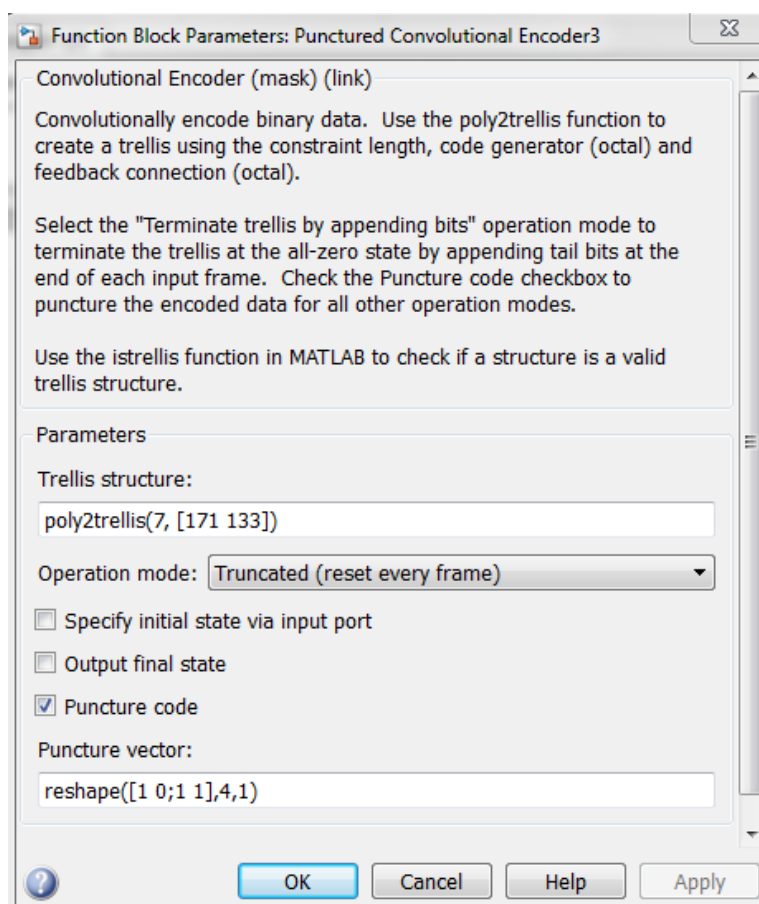 Function Block Parameters: Punctured Convolutional Encoder3
Convolutional Encoder (mask) (link)
Convolutionally encode binary data.  Use the poly2trellis function to
create a trellis using the constraint length, code generator (octal) and
feedback connection (octal).
Select the "Terminate trellis by appending bits" operation mode to
terminate the trellis at the all-zero state by appending tail bits at the
end of each input frame.  Check the Puncture code checkbox to
puncture the encoded data for all other operation modes.
Use the istrellis function in MATLAB to check if a structure is a valid
trellis structure.
Parameters
Trellis structure:
poly2trellis(7, [171 133])
Operation mode: Truncated (reset every frame)
Specify initial state via input port
Output final state
Puncture code
Puncture vector:
reshape([1 0;1 1],4,1)
? OK Cancel Help Apply